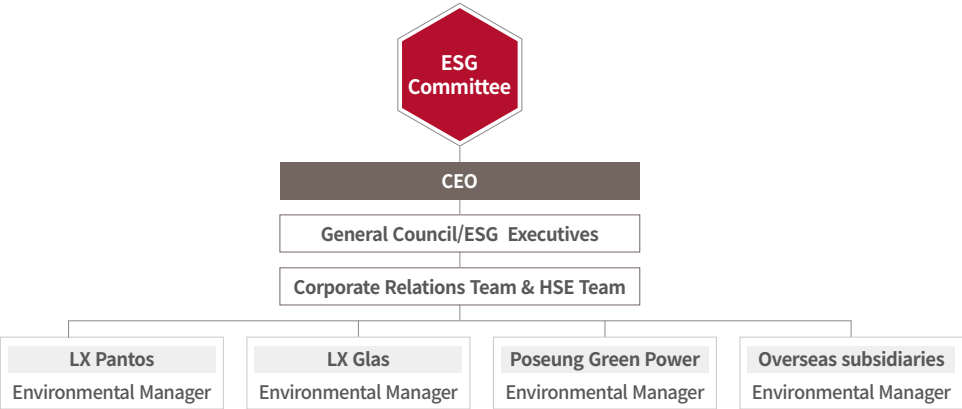 ESG
Committee
CEO
General Council/ESG Executives
Corporate Relations Team & HSE Team
LX Pantos
Environmental Manager
LX Glas
Environmental Manager
Poseung Green Power
Environmental Manager
Overseas subsidiaries
Environmental Manager